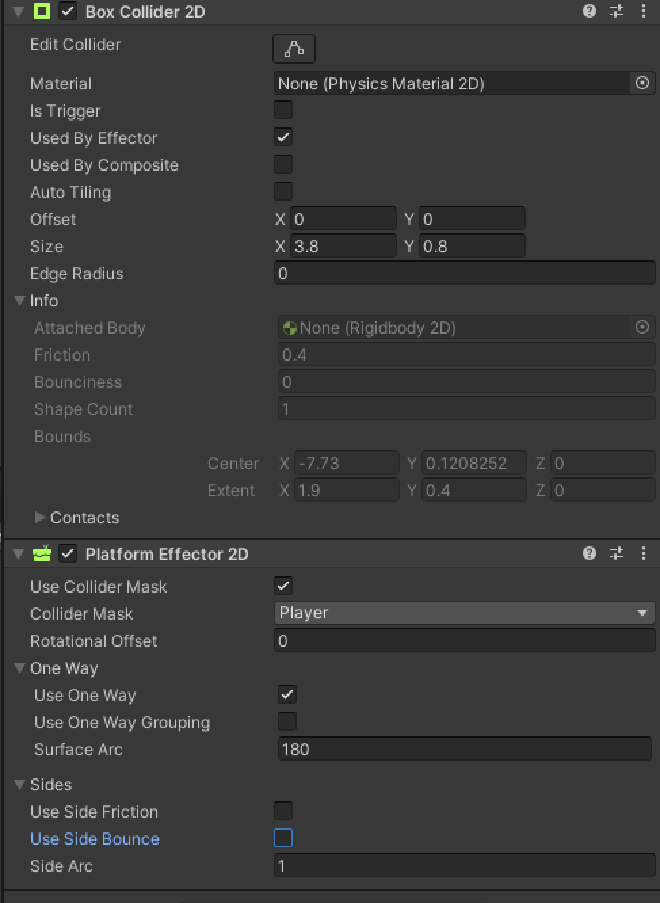 Box Collider 2D
Edit Collider
Material None (Physics Material 2D)
Is Trigger
Used By Effector
Used By Composite
Auto Tiling
Offset X 0 Y 0
Size X 3.8 Y 0.8
Edge Radius 0
Info
Attached Body None (Rigidbody 2D)
Friction 0.4
Bounciness 0
Shape Count 1
Bounds
Center X -7.73 Y 0.1208252 Z 0
Extent X 1.9 Y 0.4 Z 0
Contacts
Platform Effector 2D
Use Collider Mask
Collider Mask Player
Rotational Offset 0
One Way
Use One Way
Use One Way Grouping
Surface Arc 180
Sides
Use Side Friction
Use Side Bounce
Side Arc 1